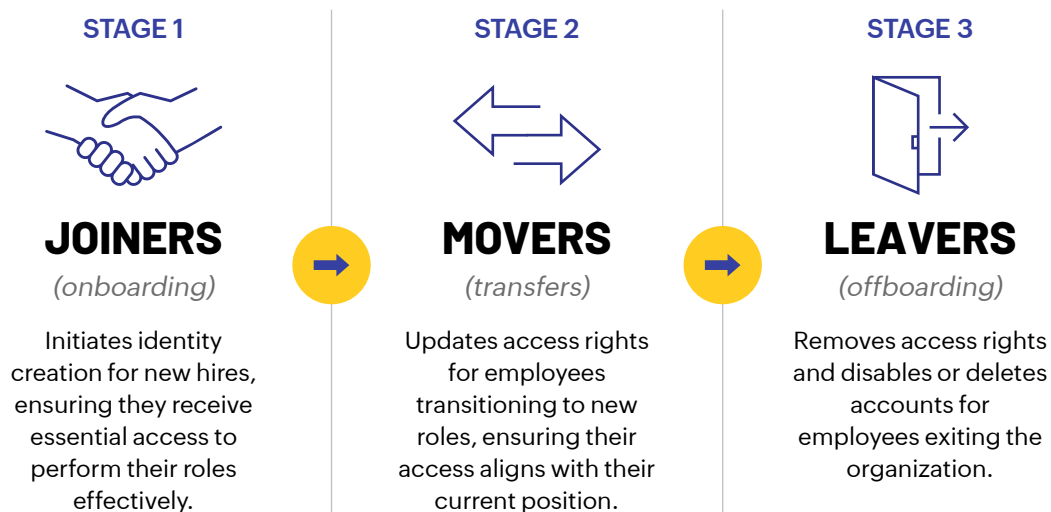 STAGE 1
JOINERS
(onboarding)
Initiates identity
creation for new hires,
ensuring they receive
essential access to
perform their roles
effectively.
STAGE 2
MOVERS
(transfers)
Updates access rights
for employees
transitioning to new
roles, ensuring their
access aligns with their
current position.
STAGE 3
LEAVERS
(offboarding)
Removes access rights
and disables or deletes
accounts for
employees exiting the
organization.